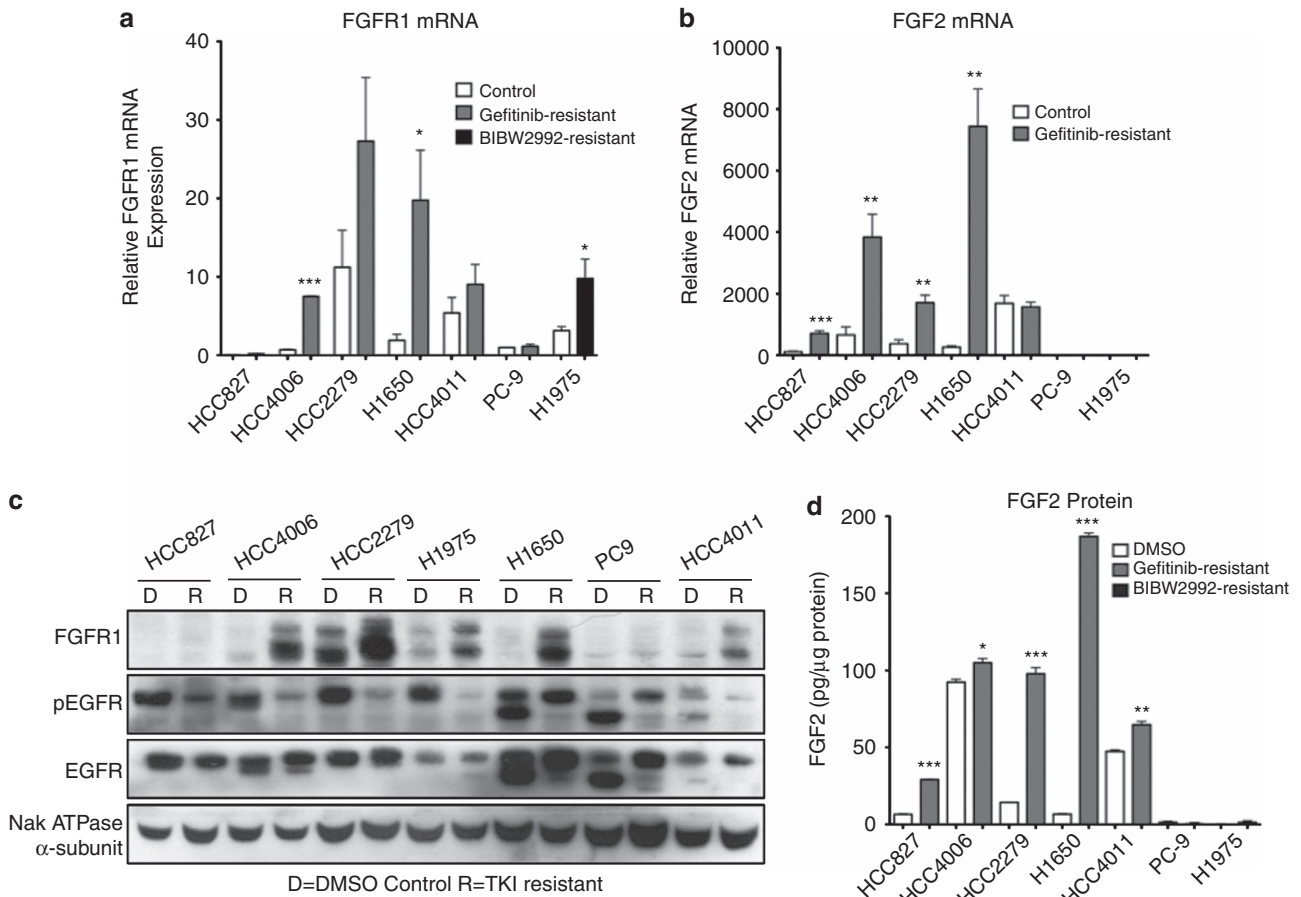 a
FGFR1 mRNA
Relative FGFR1 mRNA
Expression
40
30
20
10
0
Control
Gefitinib-resistant
BIBW2992-resistant
***
*
*
HCC827
HCC4006
HCC2279
H1650
HCC4011
PC-9
H1975
b
FGF2 mRNA
Relative FGF2 mRNA
10000
8000
6000
4000
2000
0
Control
Gefitinib-resistant
***
**
**
**
HCC827
HCC4006
HCC2279
H1650
HCC4011
PC-9
H1975
c
HCC827
HCC4006
HCC2279
H1975
H1650
PC9
HCC4011
D R D R D R D R D R D R D R
FGFR1
pEGFR
EGFR
Nak ATPase
α-subunit
D=DMSO Control R=TKI resistant
d
FGF2 Protein
FGF2 (pg/μg protein)
200
150
100
50
0
DMSO
Gefitinib-resistant
BIBW2992-resistant
***
*
***
***
**
HCC827
HCC4006
HCC2279
H1650
HCC4011
PC-9
H1975